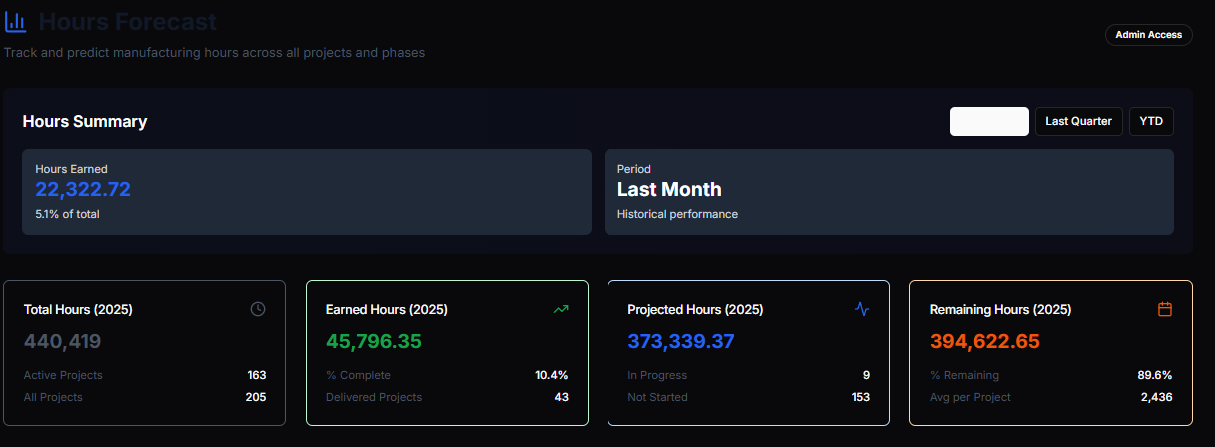 Hours Forecast
Track and predict manufacturing hours across all projects and phases
Admin Access
Hours Summary
Last Quarter
YTD
Hours Earned
22,322.72
5.1% of total
Period
Last Month
Historical performance
Total Hours (2025)
440,419
Active Projects 163
All Projects 205
Earned Hours (2025)
45,796.35
% Complete 10.4%
Delivered Projects 43
Projected Hours (2025)
373,339.37
In Progress 9
Not Started 153
Remaining Hours (2025)
394,622.65
% Remaining 89.6%
Avg per Project 2,436